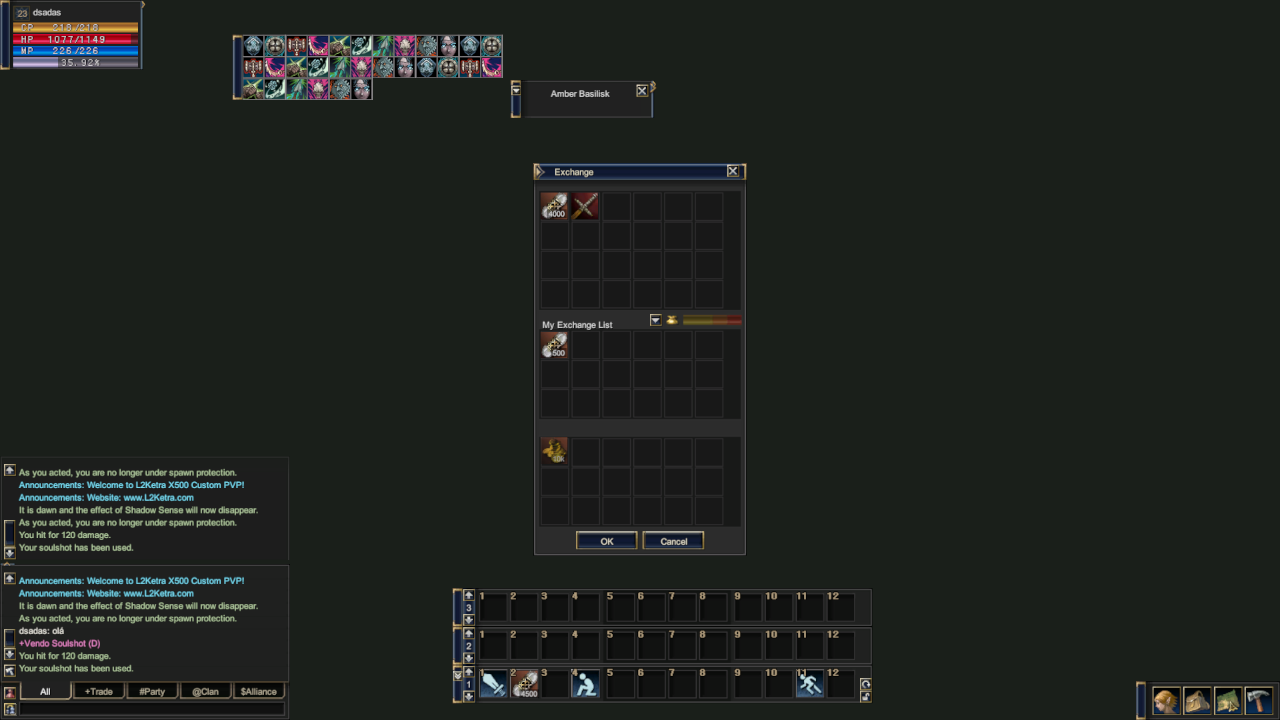 23 dsadas
CP 218/218
HP 1077/1149
MP 226/226
35.92%
Amber Basilisk
Exchange
4000
My Exchange List
500
OK Cancel
As you acted, you are no longer under spawn protection.
Announcements: Welcome to L2Ketra X500 Custom PVP!
Announcements: Website: www.L2Ketra.com
It is dawn and the effect of Shadow Sense will now disappear.
As you acted, you are no longer under spawn protection.
You hit for 120 damage.
Your soulshot has been used.
Announcements: Welcome to L2Ketra X500 Custom PVP!
Announcements: Website: www.L2Ketra.com
It is dawn and the effect of Shadow Sense will now disappear.
As you acted, you are no longer under spawn protection.
dsadas: olá
+Vendo Soulshot (D)
You hit for 120 damage.
Your soulshot has been used.
All +Trade #Party @Clan $Alliance
1 2 3 4 5 6 7 8 9 10 11 12
3
1 2 3 4 5 6 7 8 9 10 11 12
2
1 2 3 4 5 6 7 8 9 10 11 12
1
4500